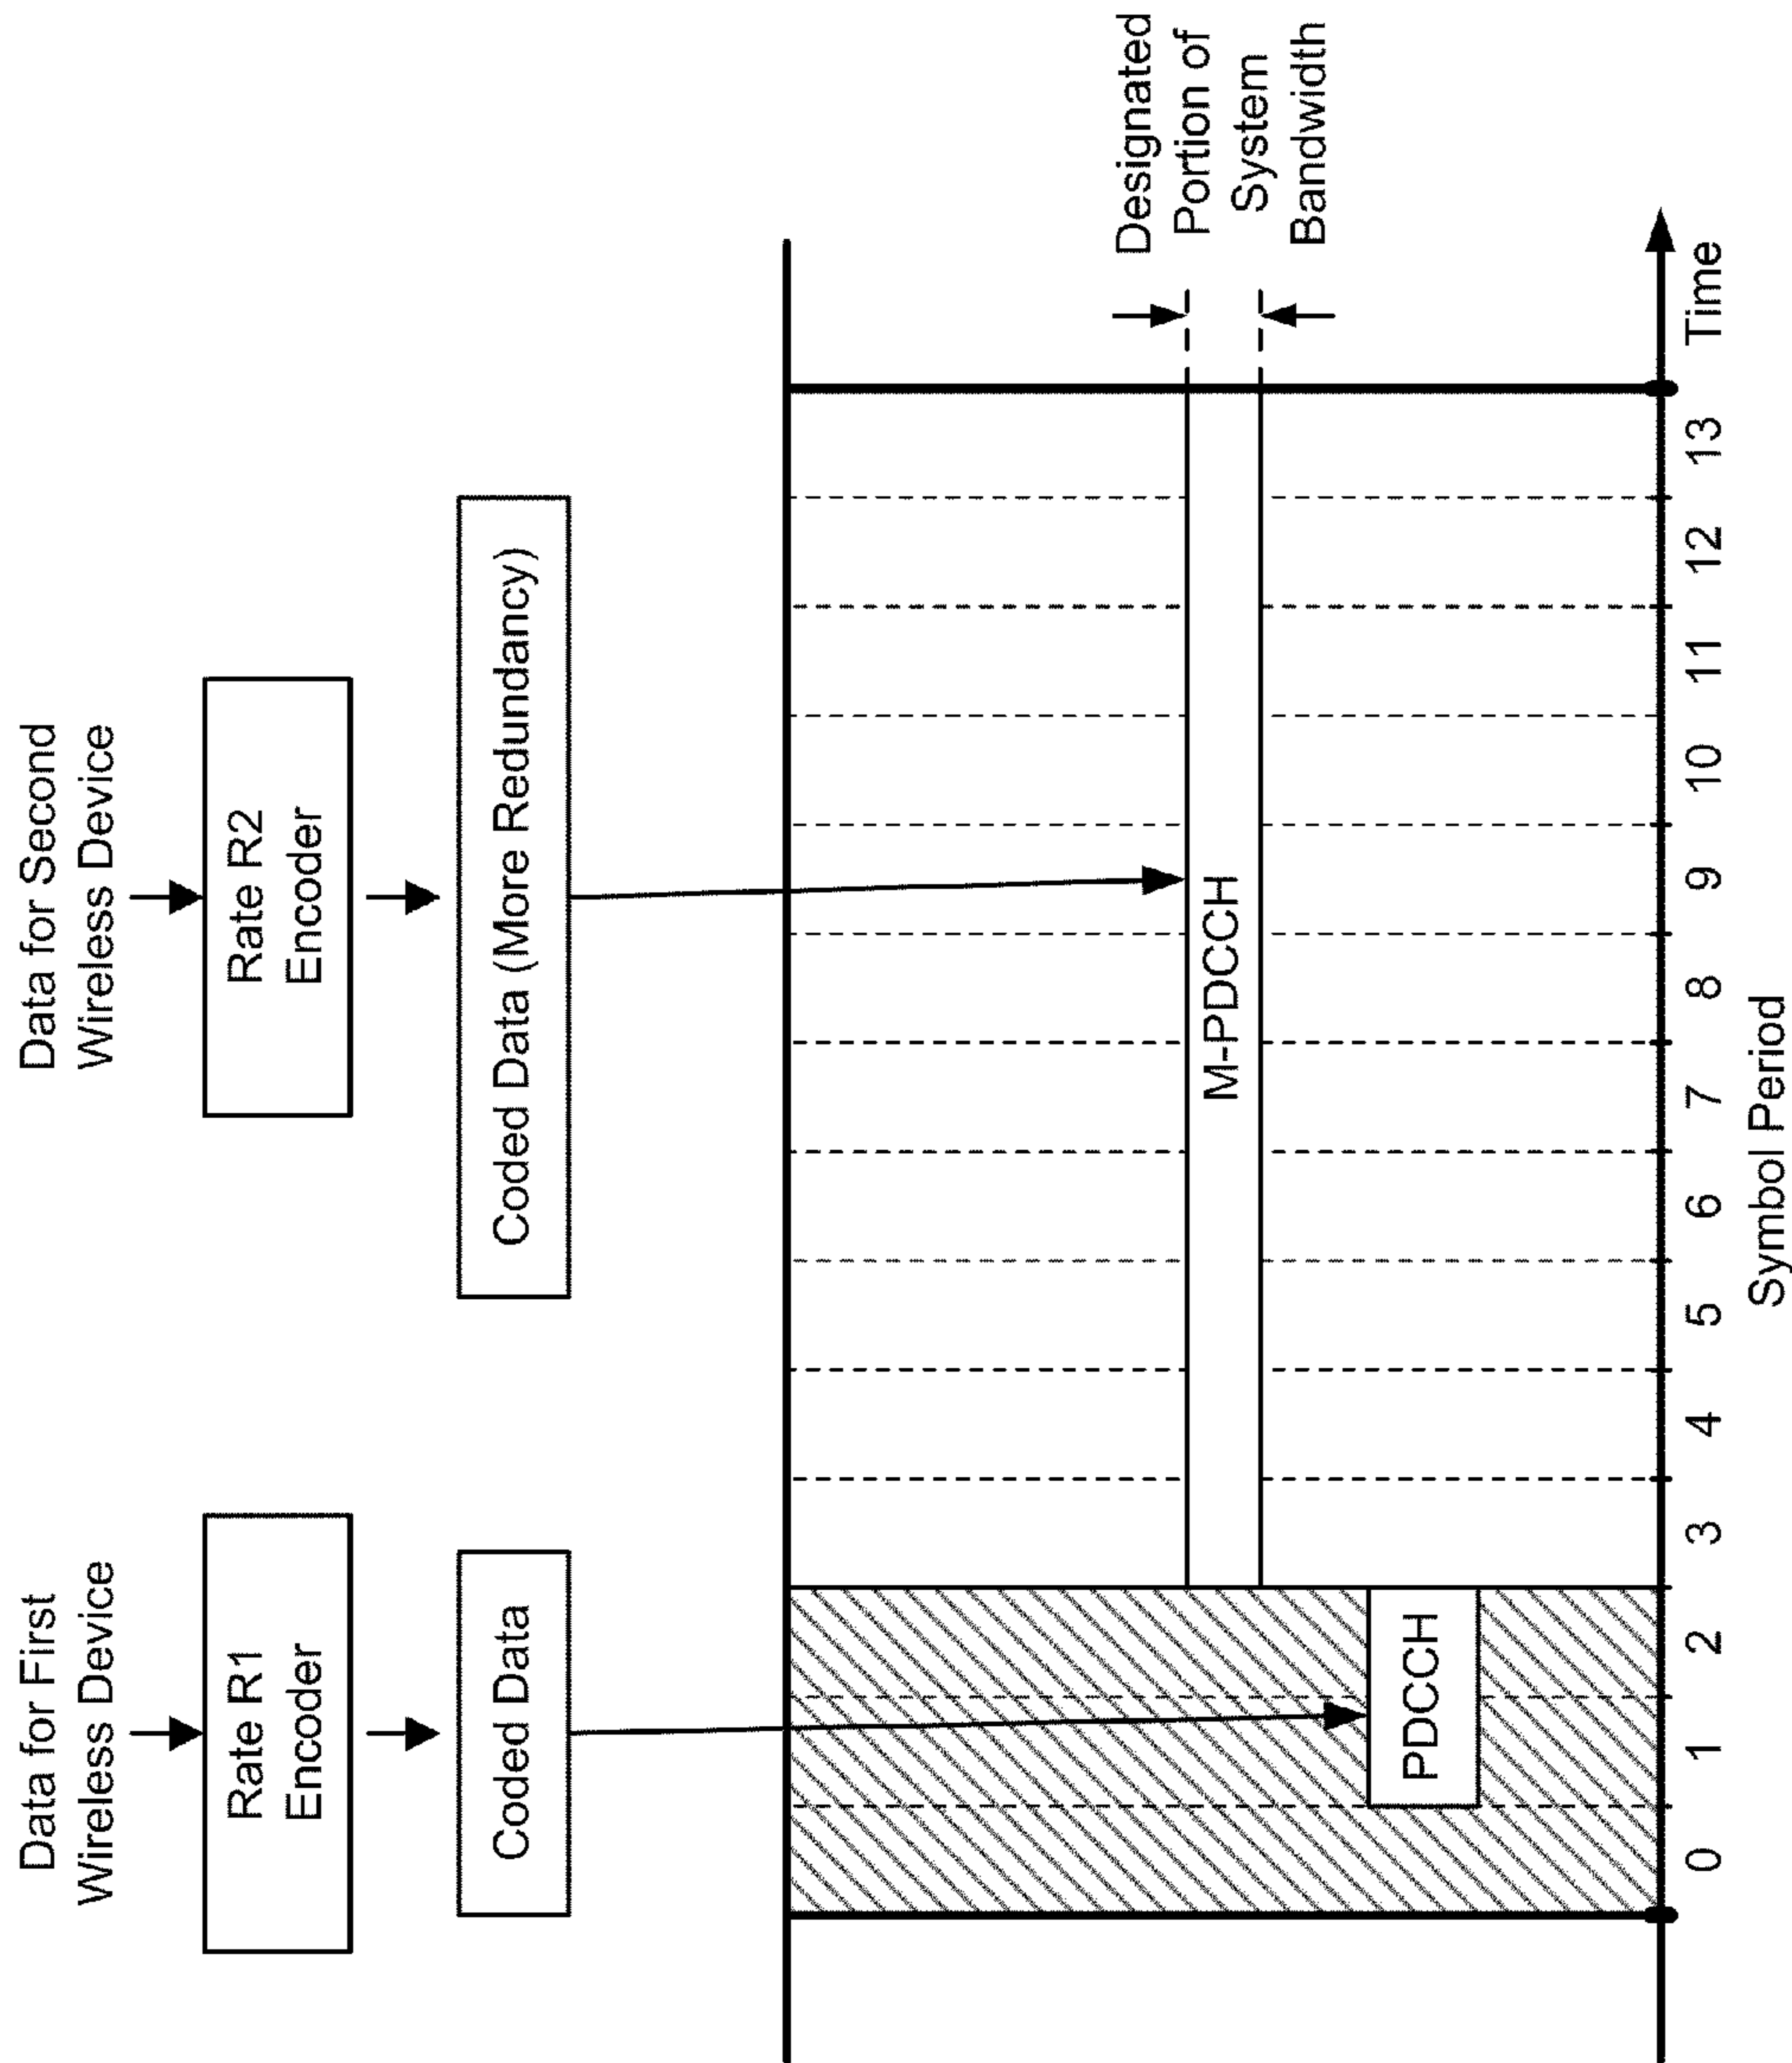 Data for First
Wireless Device
Rate R1
Encoder
Coded Data
Data for Second
Wireless Device
Rate R2
Encoder
Coded Data (More Redundancy)
PDCCH
M-PDCCH
Designated
Portion of
System
Bandwidth
0 1 2 3 4 5 6 7 8 9 10 11 12 13 Time
Symbol Period